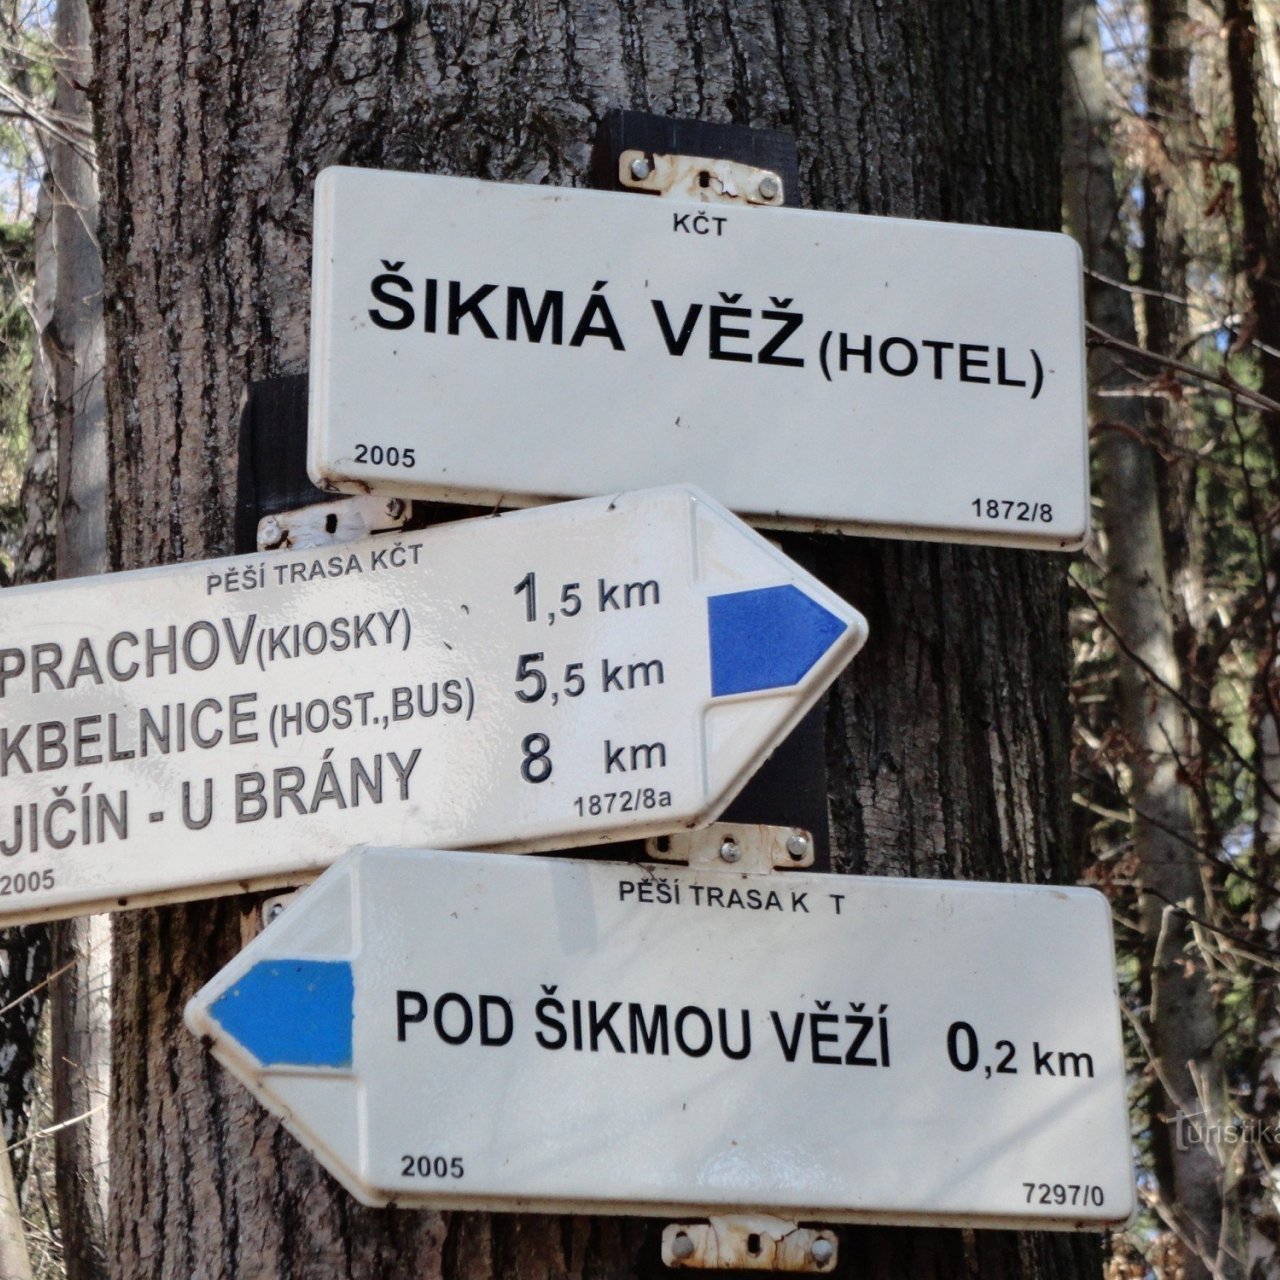 KČT
ŠIKMÁ VĚŽ (HOTEL)
2005
1872/8
PĚŠÍ TRASA KČT
PRACHOV (KIOSKY) 1,5 km
KBELNICE (HOST.,BUS) 5,5 km
JIČÍN - U BRÁNY 8 km
1872/8a
2005
PĚŠÍ TRASA K T
POD ŠIKMOU VĚŽÍ 0,2 km
2005
7297/0
Turistika